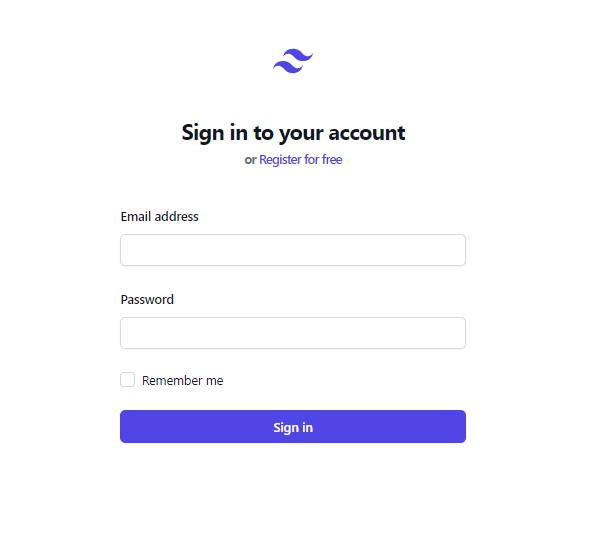 Sign in to your account
or Register for free
Email address
Password
Remember me
Sign in